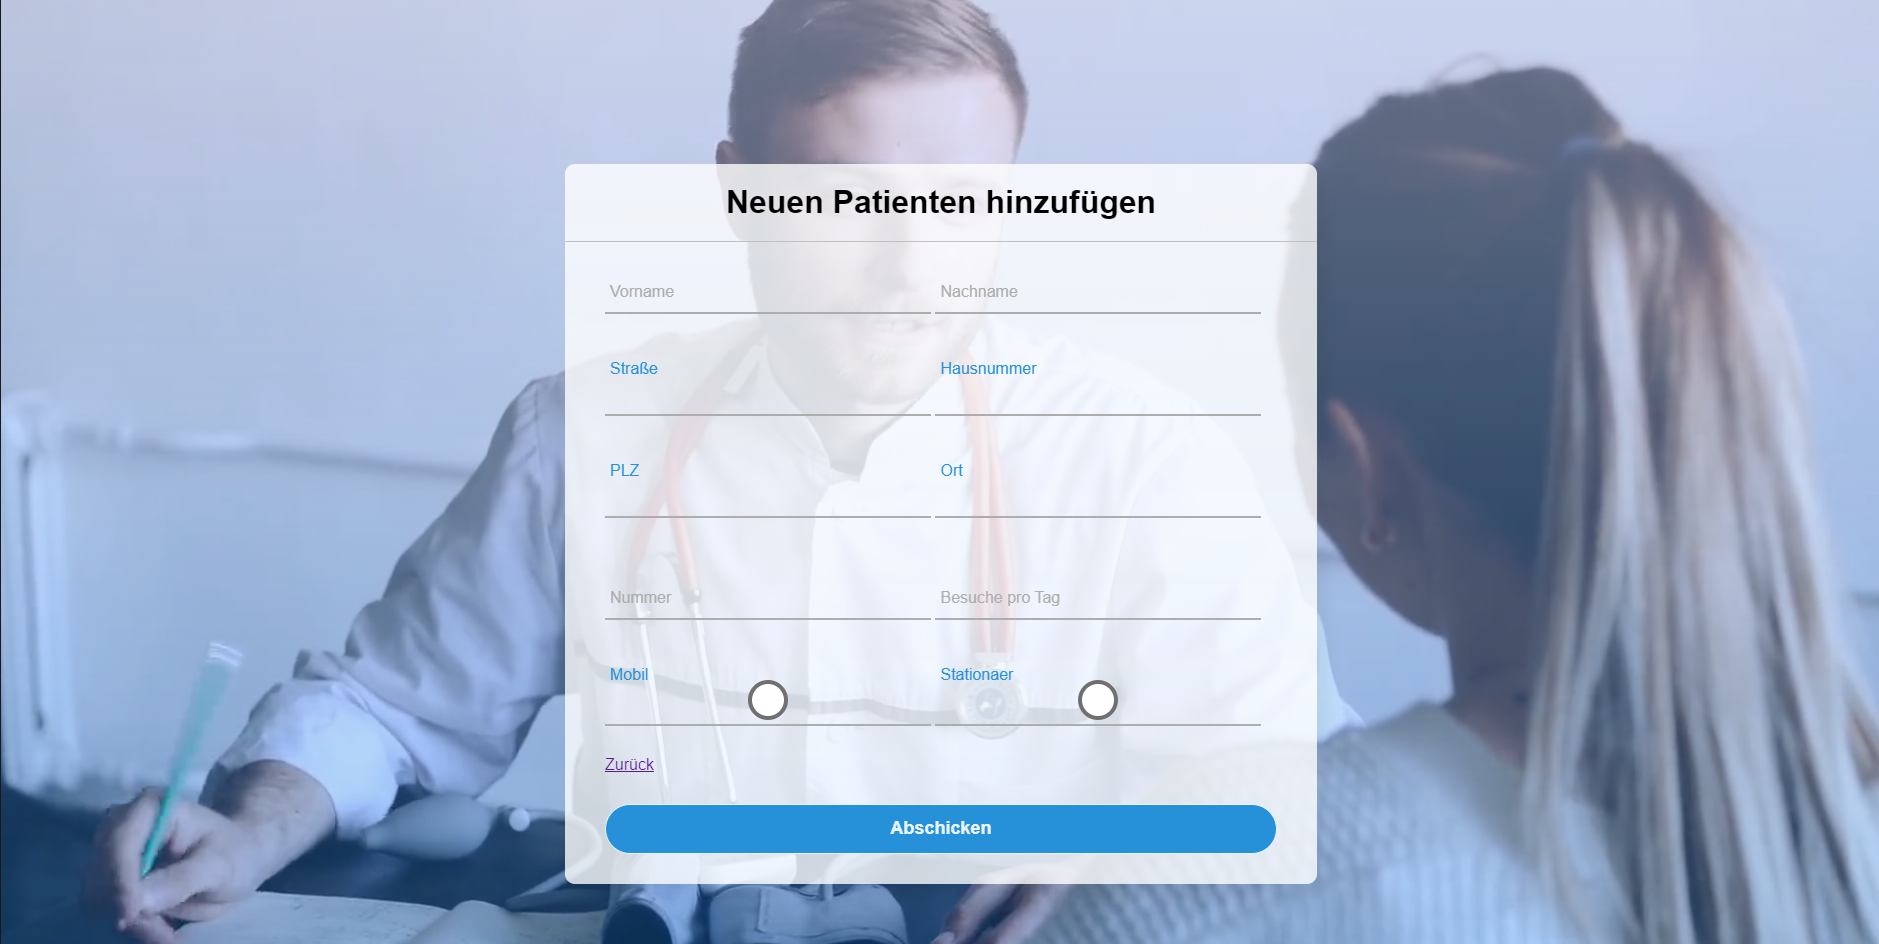 Neuen Patienten hinzufügen
Vorname Nachname
Straße Hausnummer
PLZ Ort
Nummer Besuche pro Tag
Mobil Stationaer
Zurück
Abschicken